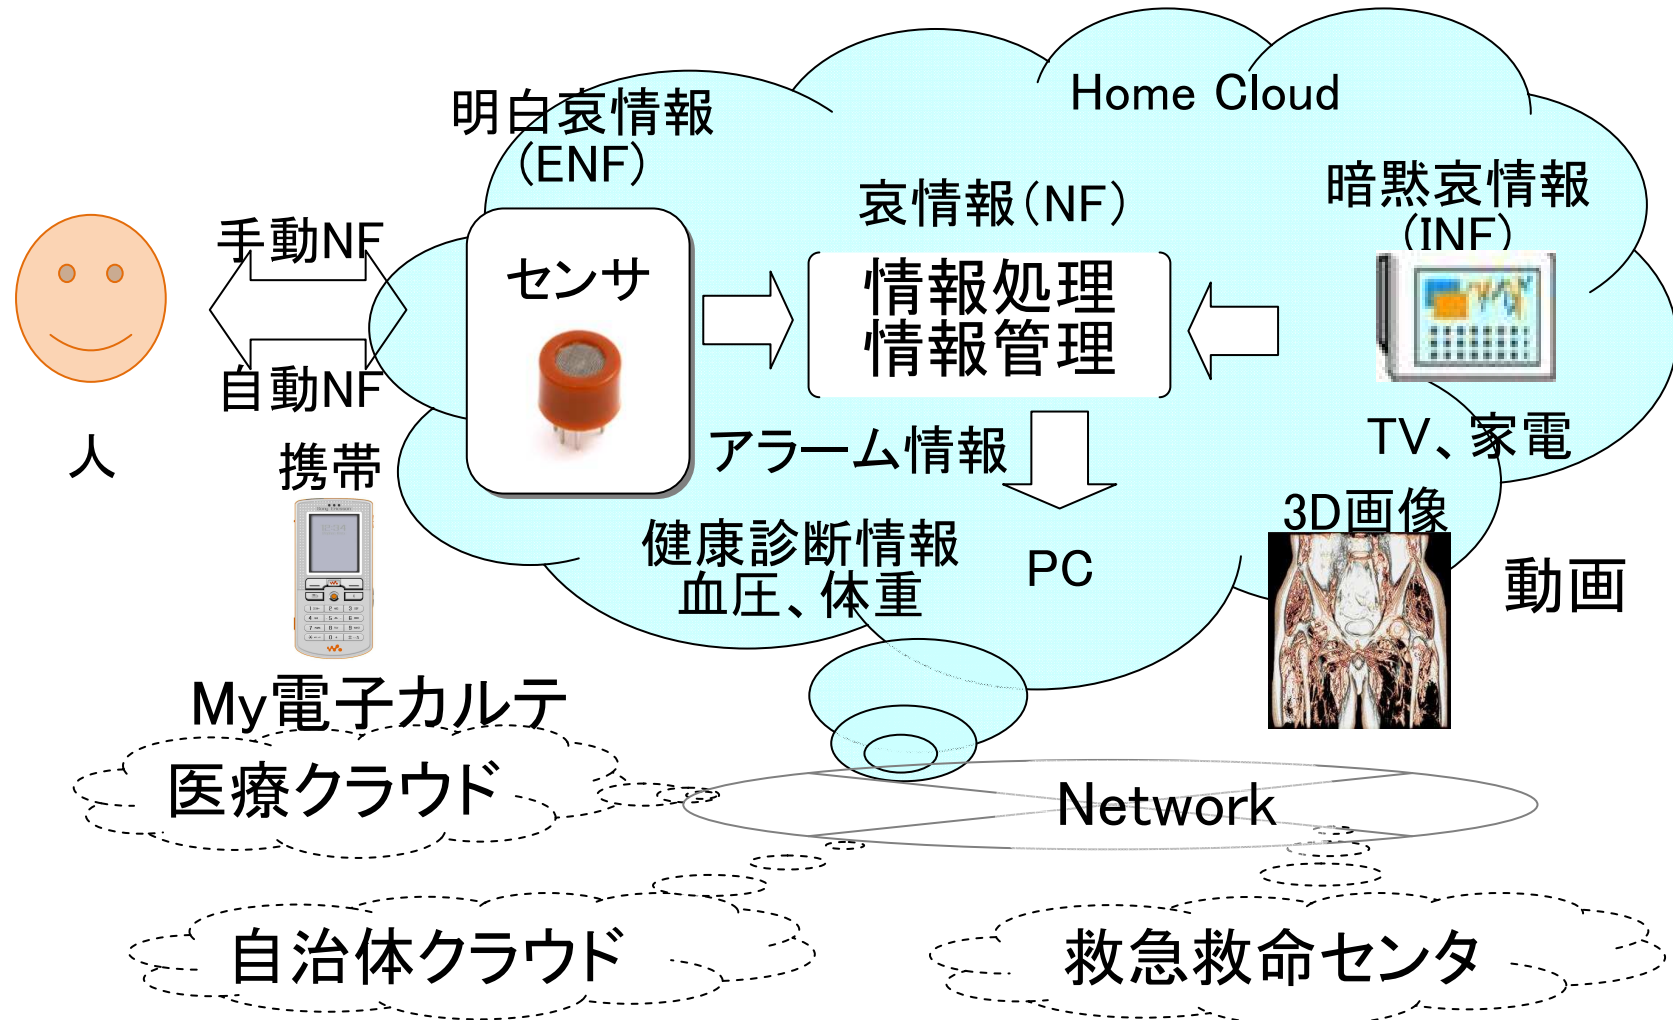 Home Cloud
明白哀情報
(ENF)
哀情報(NF)
暗黙哀情報
(INF)
手動NF
センサ
情報処理
情報管理
自動NF
人
携帯
アラーム情報
TV、家電
3D画像
健康診断情報
血圧、体重
PC
動画
My電子カルテ
医療クラウド
Network
自治体クラウド
救急救命センタ